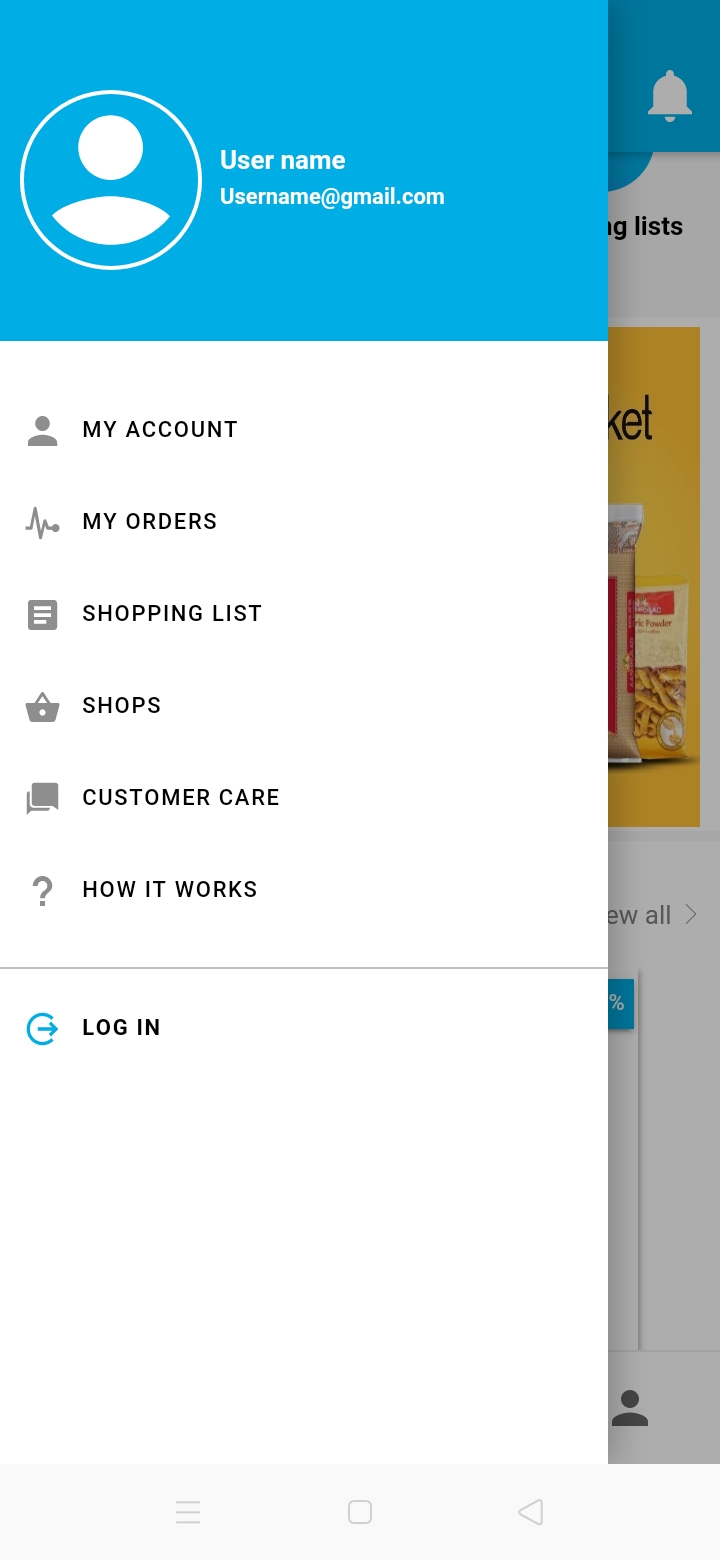 User name
Username@gmail.com
ng lists
ket
ric Powder
MY ACCOUNT
MY ORDERS
SHOPPING LIST
SHOPS
CUSTOMER CARE
HOW IT WORKS
ew all
%
LOG IN